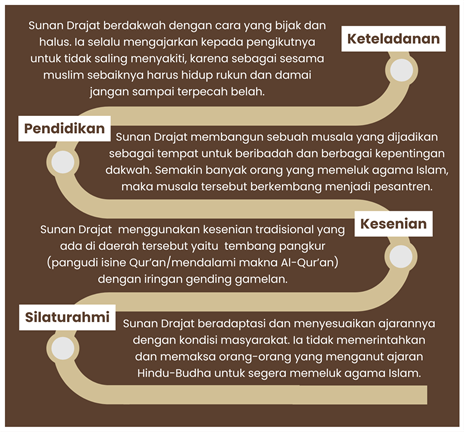 Keteladanan
Sunan Drajat berdakwah dengan cara yang bijak dan
halus. Ia selalu mengajarkan kepada pengikutnya
untuk tidak saling menyakiti, karena sebagai sesama
muslim sebaiknya harus hidup rukun dan damai
jangan sampai terpecah belah.
Pendidikan
Sunan Drajat membangun sebuah musala yang dijadikan
sebagai tempat untuk beribadah dan berbagai kepentingan
dakwah. Semakin banyak orang yang memeluk agama Islam,
maka musala tersebut berkembang menjadi pesantren.
Kesenian
Sunan Drajat menggunakan kesenian tradisional yang
ada di daerah tersebut yaitu tembang pangkur
(pangudi isine Qur'an/mendalami makna Al-Qur'an)
dengan iringan gending gamelan.
Silaturahmi
Sunan Drajat beradaptasi dan menyesuaikan ajarannya
dengan kondisi masyarakat. Ia tidak memerintahkan
dan memaksa orang-orang yang menganut ajaran
Hindu-Budha untuk segera memeluk agama Islam.